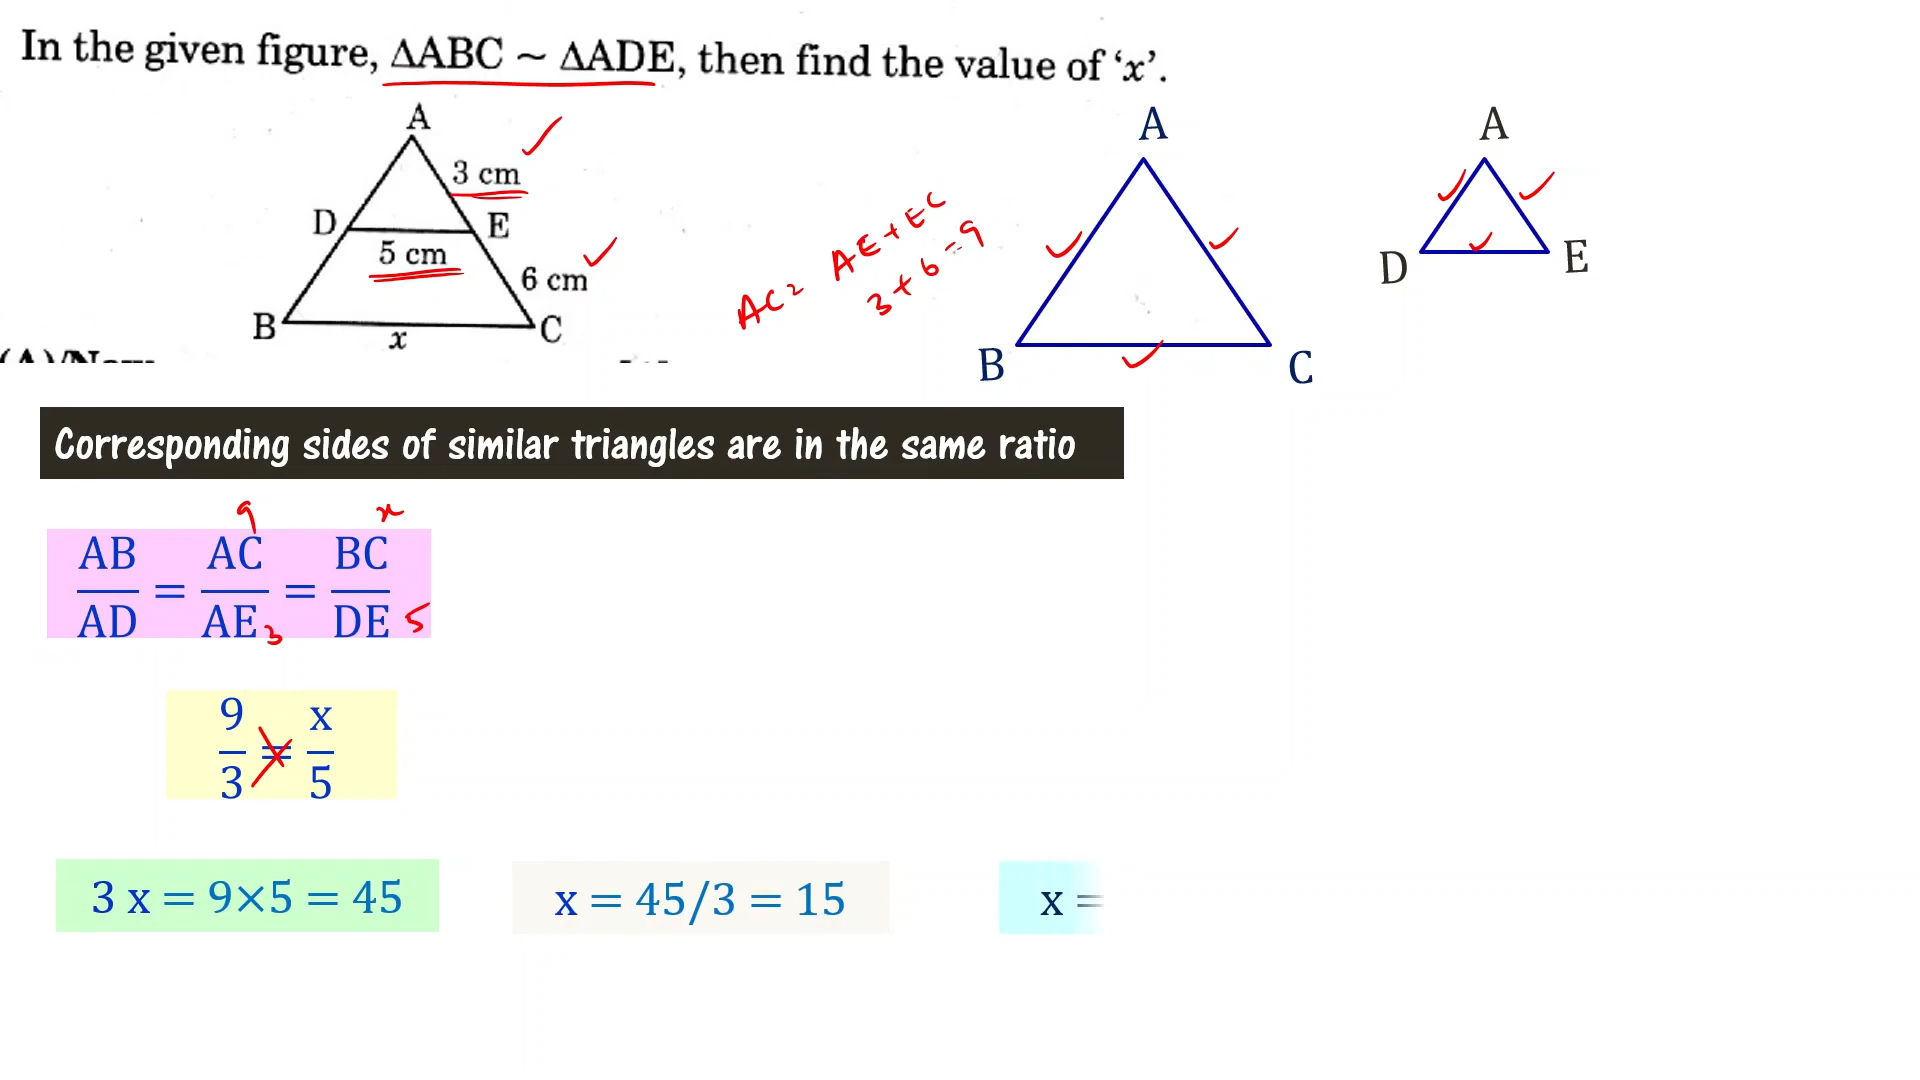 In the given figure, ΔABC ~ ΔADE, then find the value of 'x'.
A
3 cm
D
E
5 cm
6 cm
B
x
C
AC = AE + EC
3 + 6 = 9
A
B
C
A
D
E
Corresponding sides of similar triangles are in the same ratio
9 x
AB/AD = AC/AE = BC/DE
3 5
9/3 = x/5
3 x = 9×5 = 45
x = 45/3 = 15
x =